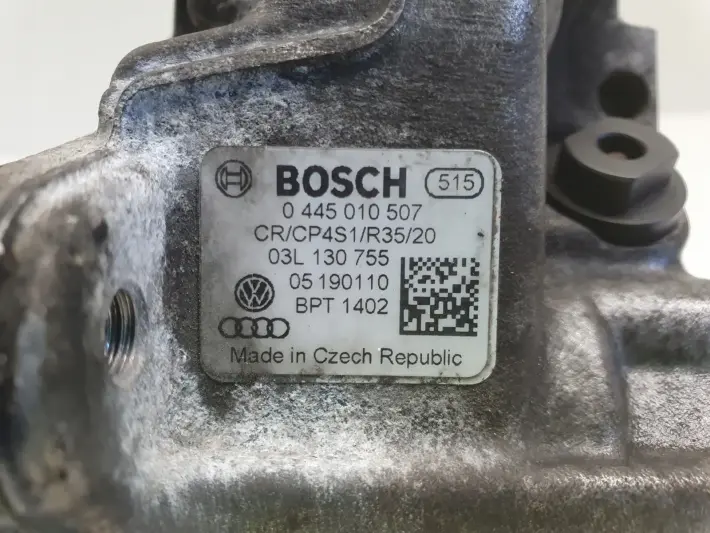 BOSCH 515
0 445 010 507
CR/CP4S1/R35/20
03L 130 755
05 190110
BPT 1402
Made in Czech Republic